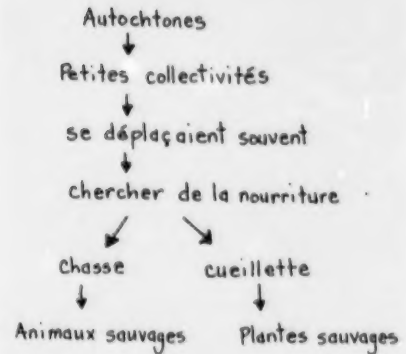 Autochtones
Petites collectivités
se déplaçaient souvent
chercher de la nourriture
chasse cueillette
Animaux sauvages Plantes sauvages